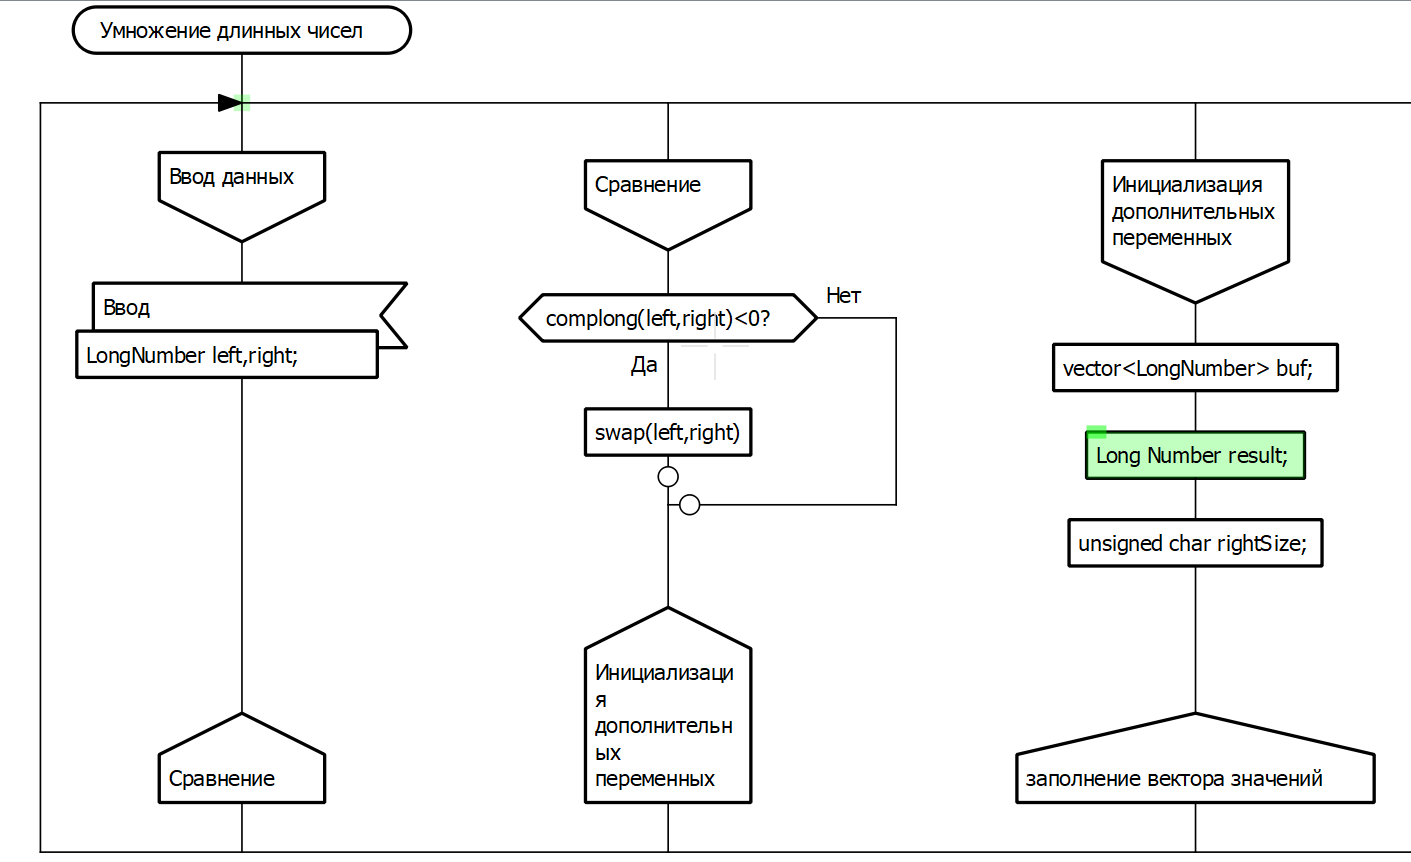 Умножение длинных чисел
Ввод данных
Ввод
LongNumber left,right;
Сравнение
Сравнение
complong(left,right)<0?
Нет
Да
swap(left,right)
Инициализаци
я
дополнительн
ых
переменных
Инициализация
дополнительных
переменных
vector<LongNumber> buf;
Long Number result;
unsigned char rightSize;
заполнение вектора значений